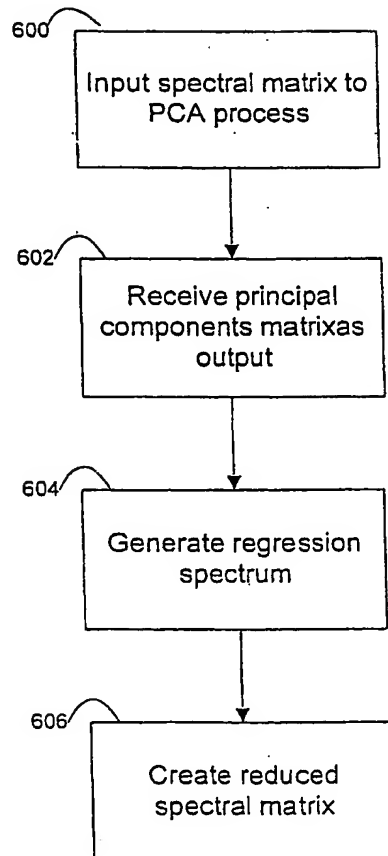 600
Input spectral matrix to
PCA process
602
Receive principal
components matrixas
output
604
Generate regression
spectrum
606
Create reduced
spectral matrix